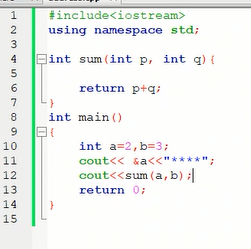 1 #include<iostream>
2 using namespace std;
3
4 int sum(int p, int q){
5
6 return p+q;
7 }
8 int main()
9 {
10 int a=2,b=3;
11 cout<< &a<<"****";
12 cout<<sum(a,b);
13 return 0;
14 }
15